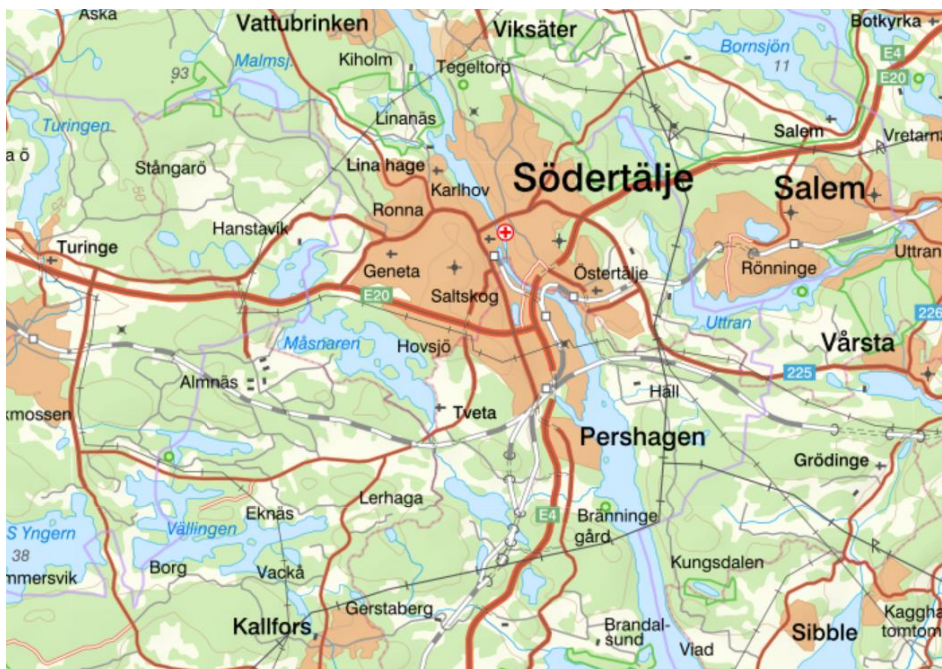 Aska
Vattubrinken
Viksäter
Botkyrka
Kiholm
Malmsj.
Tegeltorp
Bornsjön
11
E4
E20
93
Turingen
Linanäs
Salem
Vretarn
a ö
Stångarö
Lina hage
Karlhov
Södertälje
Salem
Ronna
Hanstavik
Turinge
Geneta
Östertälje
Rönninge
Uttran
E20
Saltskog
Uttran
226
Måsnaren
Hovsjö
Vårsta
225
Almnäs
Häll
kmossen
Tveta
Pershagen
Grödinge
Lerhaga
Eknäs
E4
Bränninge
gård
S Yngern
38
Vällingen
mmersvik
Borg
Vackå
Kungsdalen
Gerstaberg
Kallfors
Brandal-
sund
Viad
Sibble
Kaggha
tomtom